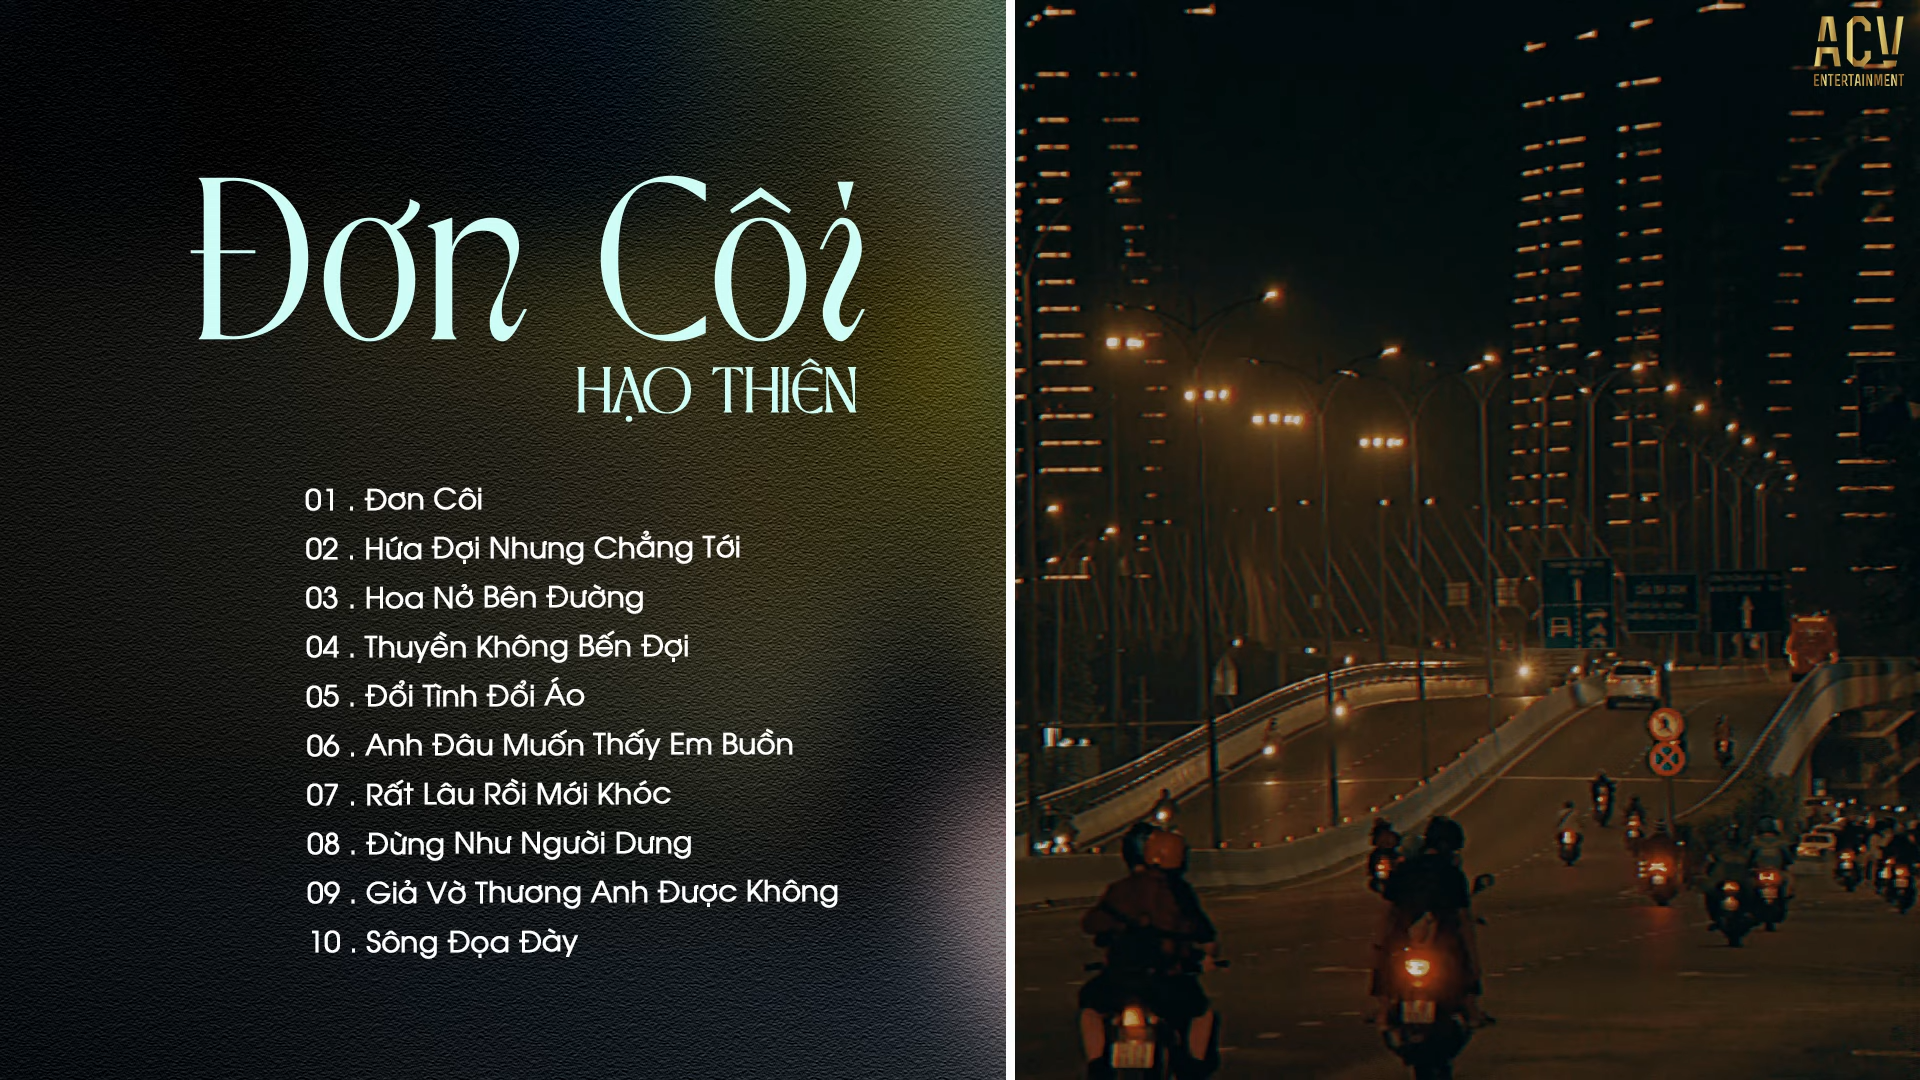 Đơn Côi
HẠO THIÊN
01 . Đơn Côi
02 . Hứa Đợi Nhưng Chẳng Tới
03 . Hoa Nở Bên Đường
04 . Thuyền Không Bến Đợi
05 . Đổi Tình Đổi Áo
06 . Anh Đâu Muốn Thấy Em Buồn
07 . Rất Lâu Rồi Mới Khóc
08 . Đừng Như Người Dưng
09 . Giả Vờ Thương Anh Được Không
10 . Sông Đọa Đày
ACV
ENTERTAINMENT